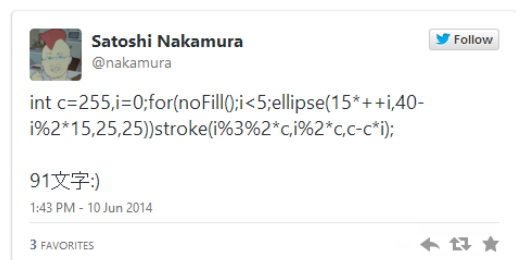 Satoshi Nakamura
@nakamura
Follow
int c=255,i=0;for(noFill();i<5;ellipse(15*++i,40-
i%2*15,25,25))stroke(i%3%2*c,i%2*c,c-c*i);
91文字:)
1:43 PM - 10 Jun 2014
3 FAVORITES